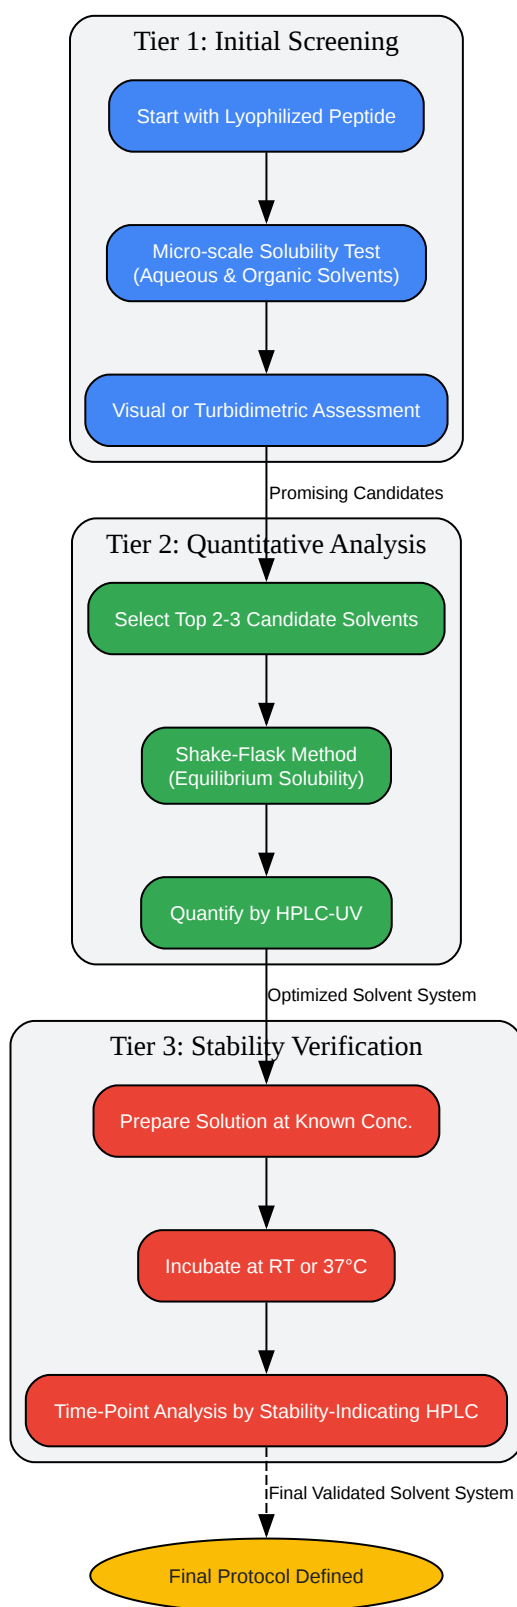 Tier 1: Initial Screening
Start with Lyophilized Peptide
Micro-scale Solubility Test
(Aqueous & Organic Solvents)
Visual or Turbidimetric Assessment
Promising Candidates
Tier 2: Quantitative Analysis
Select Top 2-3 Candidate Solvents
Shake-Flask Method
(Equilibrium Solubility)
Quantify by HPLC-UV
Optimized Solvent System
Tier 3: Stability Verification
Prepare Solution at Known Conc.
Incubate at RT or 37°C
Time-Point Analysis by Stability-Indicating HPLC
Final Validated Solvent System
Final Protocol Defined